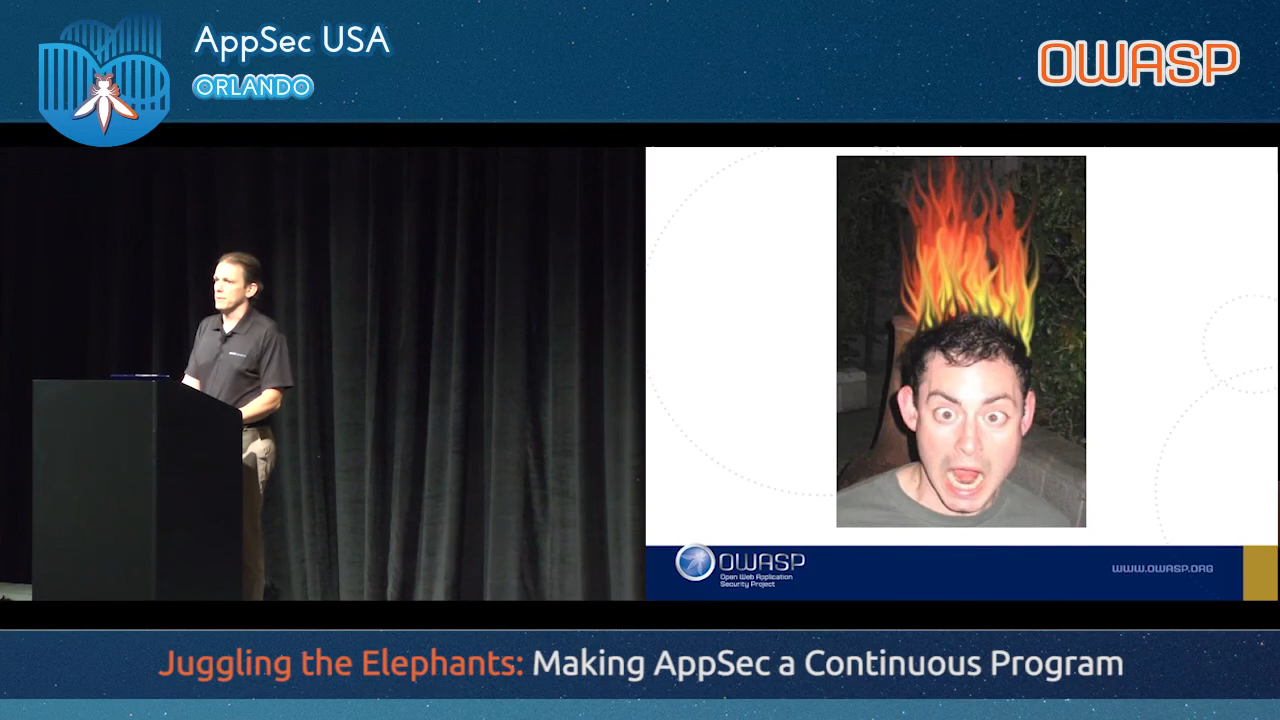 AppSec USA
ORLANDO
OWASP
OWASP
Open Web Application
Security Project
WWW.OWASP.ORG
Juggling the Elephants: Making AppSec a Continuous Program